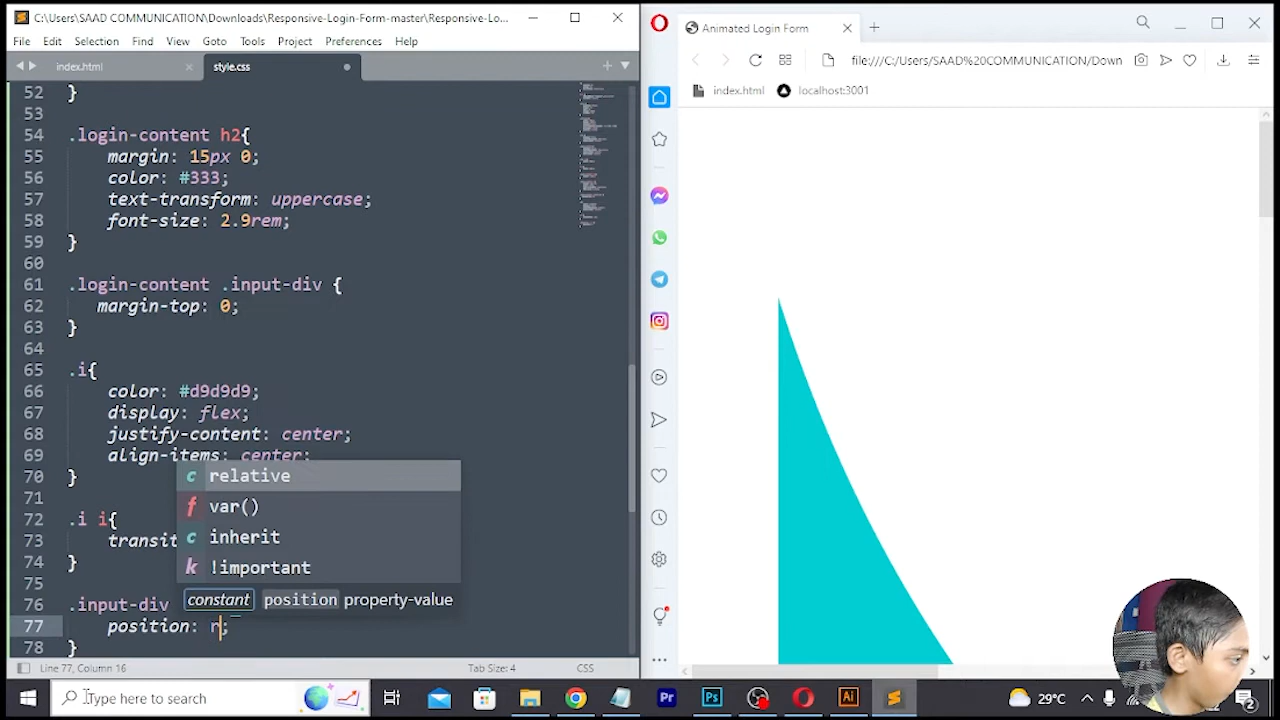 C:\Users\SAAD COMMUNICATION\Downloads\Responsive-Login-Form-master\Responsive-Lo...
File Edit Selection Find View Goto Tools Project Preferences Help
index.html
style.css
52 }
53
54 .login-content h2{
55 margin: 15px 0;
56 color: #333;
57 text-transform: uppercase;
58 font-size: 2.9rem;
59 }
60
61 .login-content .input-div {
62 margin-top: 0;
63 }
64
65 .i{
66 color: #d9d9d9;
67 display: flex;
68 justify-content: center;
69 align-items: center;
70 }
71
72 .i i{
73 transit
74 }
75
76 .input-div
77 position: r;
78 }
c relative
f var()
c inherit
k !important
constant position property-value
Line 77, Column 16
Tab Size: 4
CSS
Animated Login Form
file:///C:/Users/SAAD%20COMMUNICATION/Down
index.html
localhost:3001
Type here to search
Pr
Ps
Ai
29°C
2